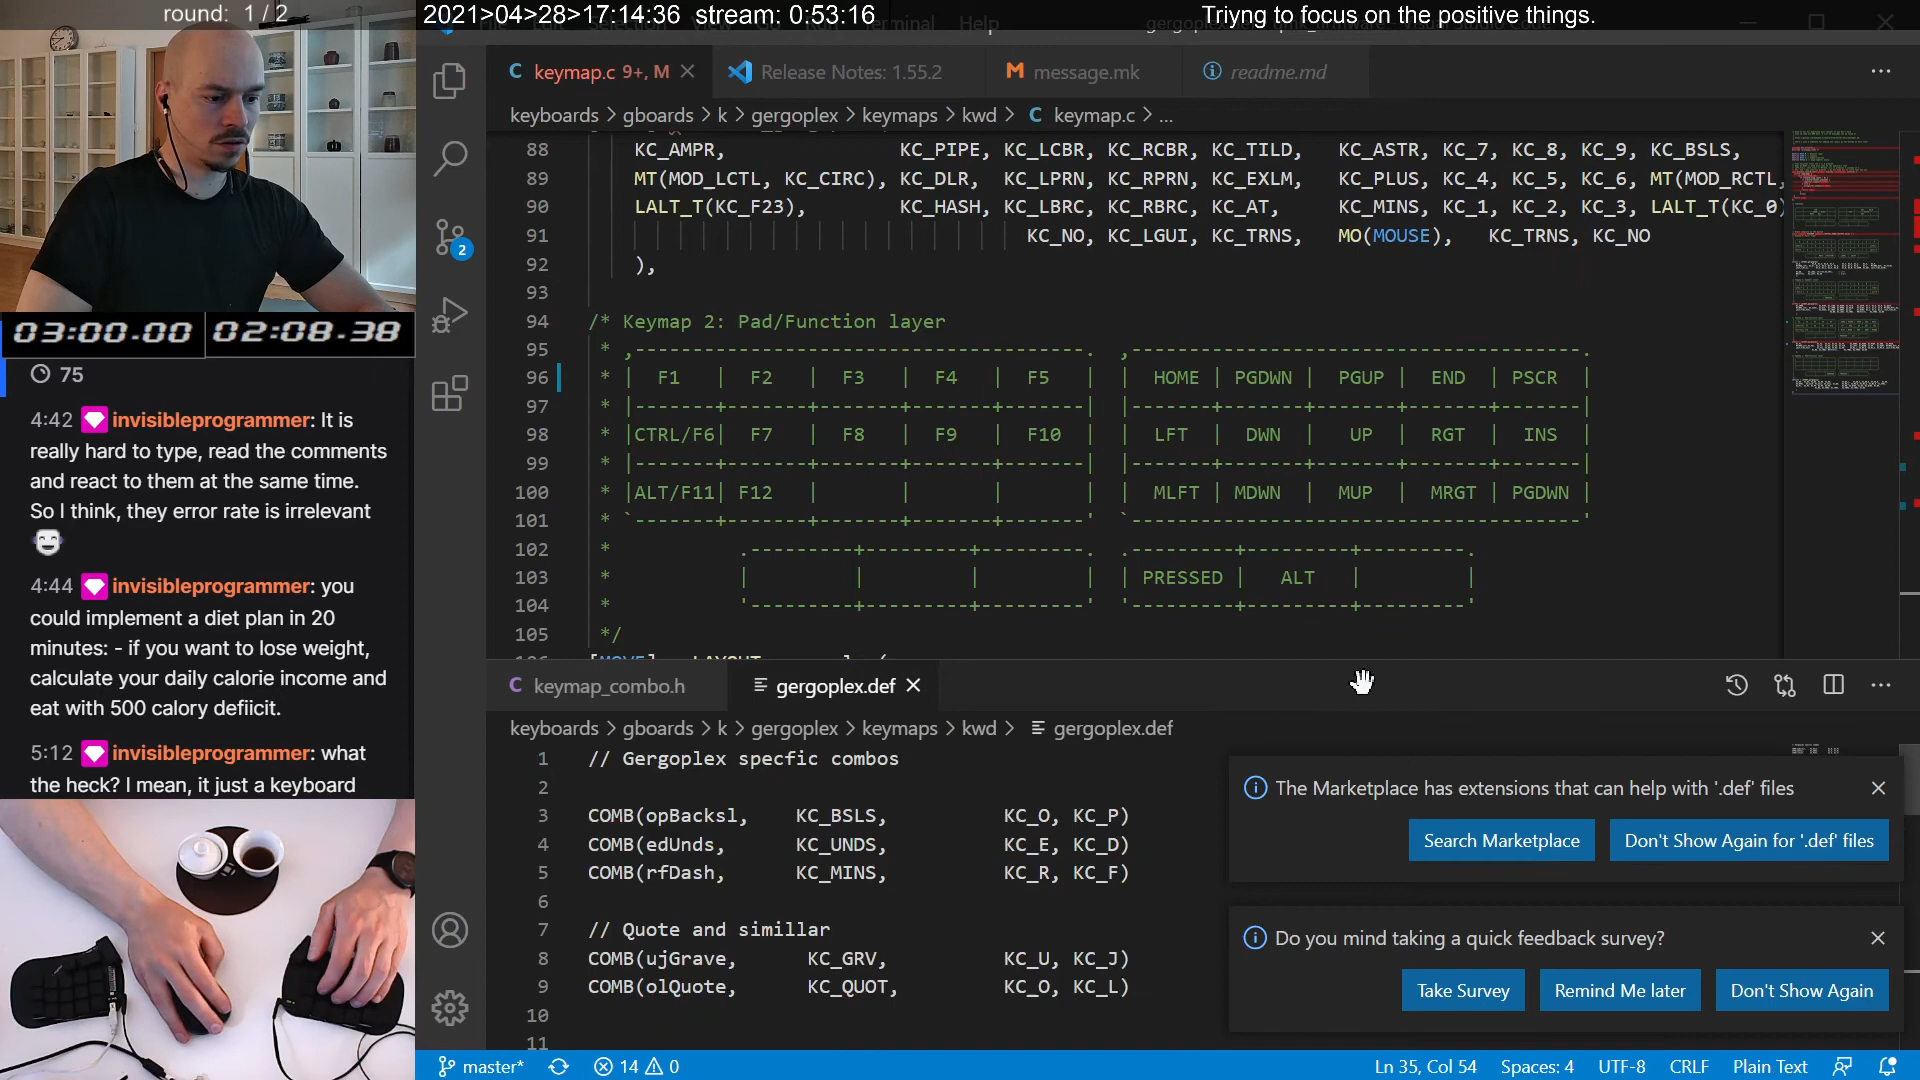 round: 1 / 2
2021>04>28>17:14:36 stream: 0:53:16
Triyng to focus on the positive things.
keymap.c 9+, M
Release Notes: 1.55.2
message.mk
readme.md
keyboards > gboards > k > gergoplex > keymaps > kwd > C keymap.c > ...
88 KC_AMPR, KC_PIPE, KC_LCBR, KC_RCBR, KC_TILD, KC_ASTR, KC_7, KC_8, KC_9, KC_BSLS,
89 MT(MOD_LCTL, KC_CIRC), KC_DLR, KC_LPRN, KC_RPRN, KC_EXLM, KC_PLUS, KC_4, KC_5, KC_6, MT(MOD_RCTL,
90 LALT_T(KC_F23), KC_HASH, KC_LBRC, KC_RBRC, KC_AT, KC_MINS, KC_1, KC_2, KC_3, LALT_T(KC_0)
91 KC_NO, KC_LGUI, KC_TRNS, MO(MOUSE), KC_TRNS, KC_NO
92 ),
93
94 /* Keymap 2: Pad/Function layer
95 * ,---------------------------------------. ,---------------------------------------.
96 * | F1 | F2 | F3 | F4 | F5 | | HOME | PGDWN | PGUP | END | PSCR |
97 * |-------+-------+-------+-------+-------| |-------+-------+-------+-------+-------|
98 * |CTRL/F6| F7 | F8 | F9 | F10 | | LFT | DWN | UP | RGT | INS |
99 * |-------+-------+-------+-------+-------| |-------+-------+-------+-------+-------|
100 * |ALT/F11| F12 | | | | | MLFT | MDWN | MUP | MRGT | PGDWN |
101 * `-------+-------+-------+-------+-------' `---------------------------------------'
102 * .---------+---------+---------. .---------+---------+---------.
103 * | | | | | PRESSED | ALT | |
104 * '---------+---------+---------' '---------+---------+---------'
105 */
03:00.00 02:08.38
75
4:42 invisibleprogrammer: It is
really hard to type, read the comments
and react to them at the same time.
So I think, they error rate is irrelevant
4:44 invisibleprogrammer: you
could implement a diet plan in 20
minutes: - if you want to lose weight,
calculate your daily calorie income and
eat with 500 calory defiicit.
5:12 invisibleprogrammer: what
the heck? I mean, it just a keyboard
2
keymap_combo.h
gergoplex.def
keyboards > gboards > k > gergoplex > keymaps > kwd > gergoplex.def
1 // Gergoplex specfic combos
2
3 COMB(opBacksl, KC_BSLS, KC_O, KC_P)
4 COMB(edUnds, KC_UNDS, KC_E, KC_D)
5 COMB(rfDash, KC_MINS, KC_R, KC_F)
6
7 // Quote and simillar
8 COMB(ujGrave, KC_GRV, KC_U, KC_J)
9 COMB(olQuote, KC_QUOT, KC_O, KC_L)
10
11
The Marketplace has extensions that can help with '.def' files
Search Marketplace
Don't Show Again for '.def' files
Do you mind taking a quick feedback survey?
Take Survey
Remind Me later
Don't Show Again
master*
14 0
Ln 35, Col 54
Spaces: 4
UTF-8
CRLF
Plain Text